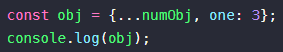 const obj = {...numObj, one: 3};
console.log(obj);